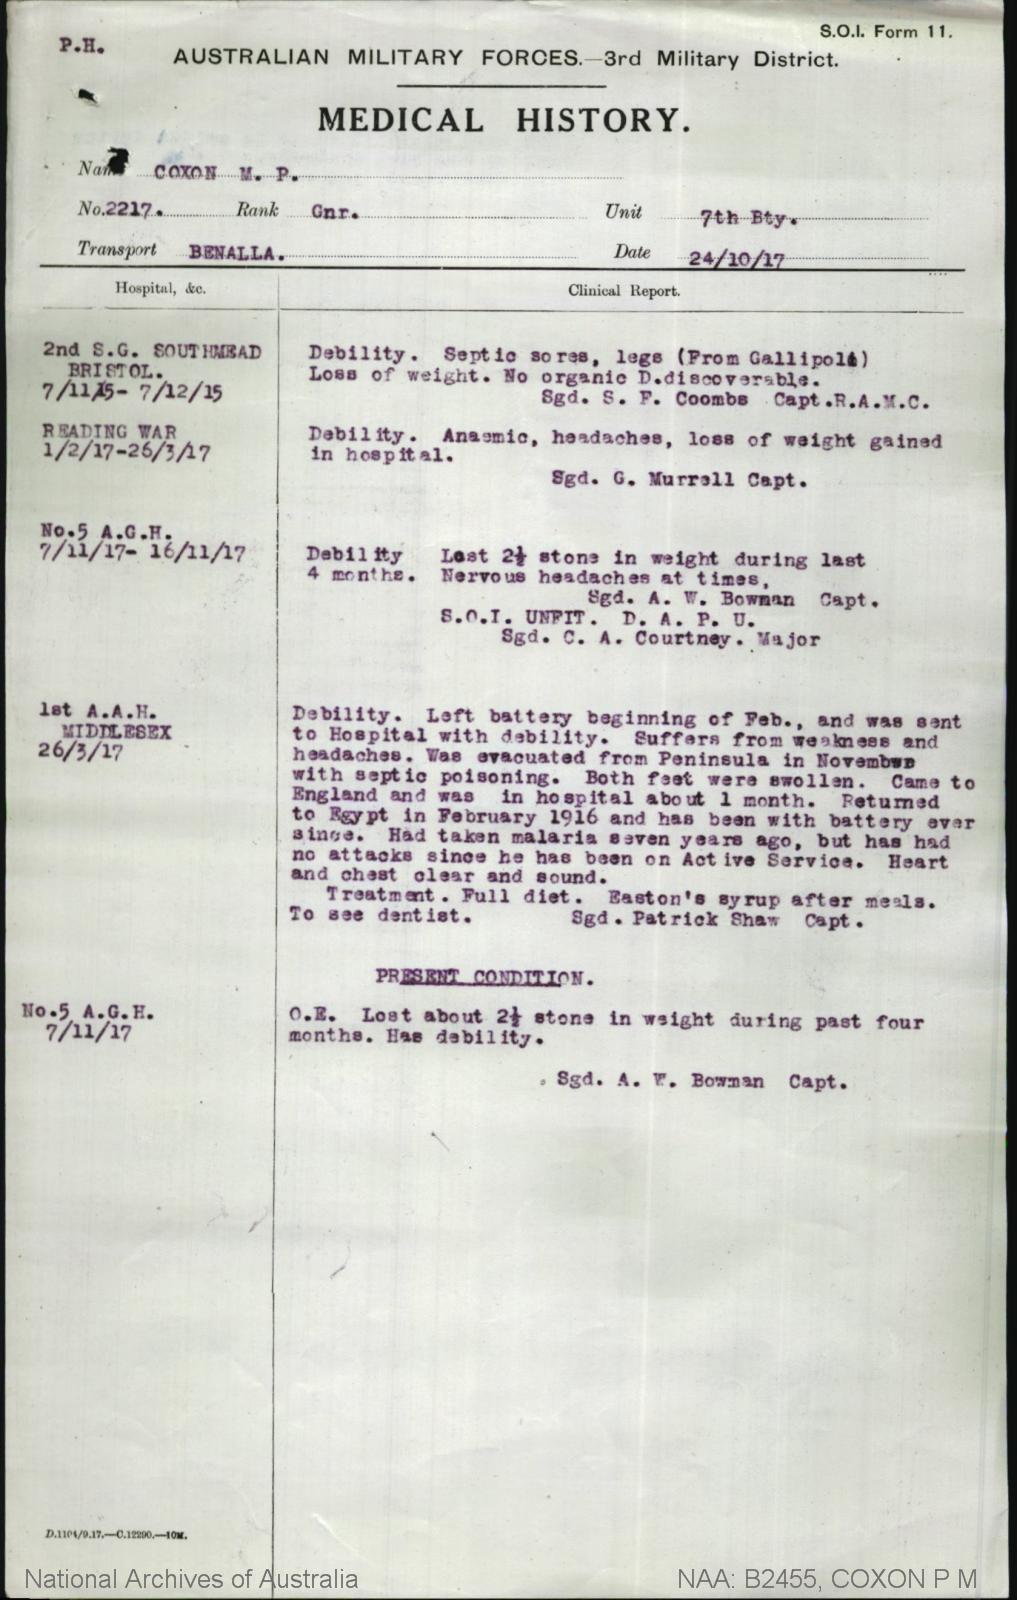 S.O.I. Form 11.
P.H.
AUSTRALIAN MILITARY FORCES.—3rd Military District.
MEDICAL HISTORY.
Name COXON M. P.
No. 2217. Rank Gnr. Unit 7th Bty.
Transport BENALLA. Date 24/10/17
Hospital, &c. Clinical Report.
2nd S.G. SOUTHMEAD
BRISTOL.
7/11/15- 7/12/15
Debility. Septic sores, legs (From Gallipoli)
Loss of weight. No organic D.discoverable.
Sgd. S. F. Coombs Capt.R.A.M.C.
READING WAR
1/2/17-26/3/17
Debility. Anaemic, headaches, loss of weight gained
in hospital.
Sgd. G. Murrell Capt.
No.5 A.G.H.
7/11/17- 16/11/17
Debility Lost 2½ stone in weight during last
4 months. Nervous headaches at times,
Sgd. A. W. Bowman Capt.
S.O.I. UNFIT. D. A. P. U.
Sgd. C. A. Courtney. Major
1st A.A.H.
MIDDLESEX
26/3/17
Debility. Left battery beginning of Feb., and was sent
to Hospital with debility. Suffers from weakness and
headaches. Was evacuated from Peninsula in November
with septic poisoning. Both feet were swollen. Came to
England and was in hospital about 1 month. Returned
to Egypt in February 1916 and has been with battery ever
since. Had taken malaria seven years ago, but has had
no attacks since he has been on Active Service. Heart
and chest clear and sound.
Treatment. Full diet. Easton's syrup after meals.
To see dentist. Sgd. Patrick Shaw Capt.
PRESENT CONDITION.
No.5 A.G.H.
7/11/17
O.E. Lost about 2½ stone in weight during past four
months. Has debility.
Sgd. A. W. Bowman Capt.
D.1104/9.17.—C.12290.—10M.
National Archives of Australia NAA: B2455, COXON P M